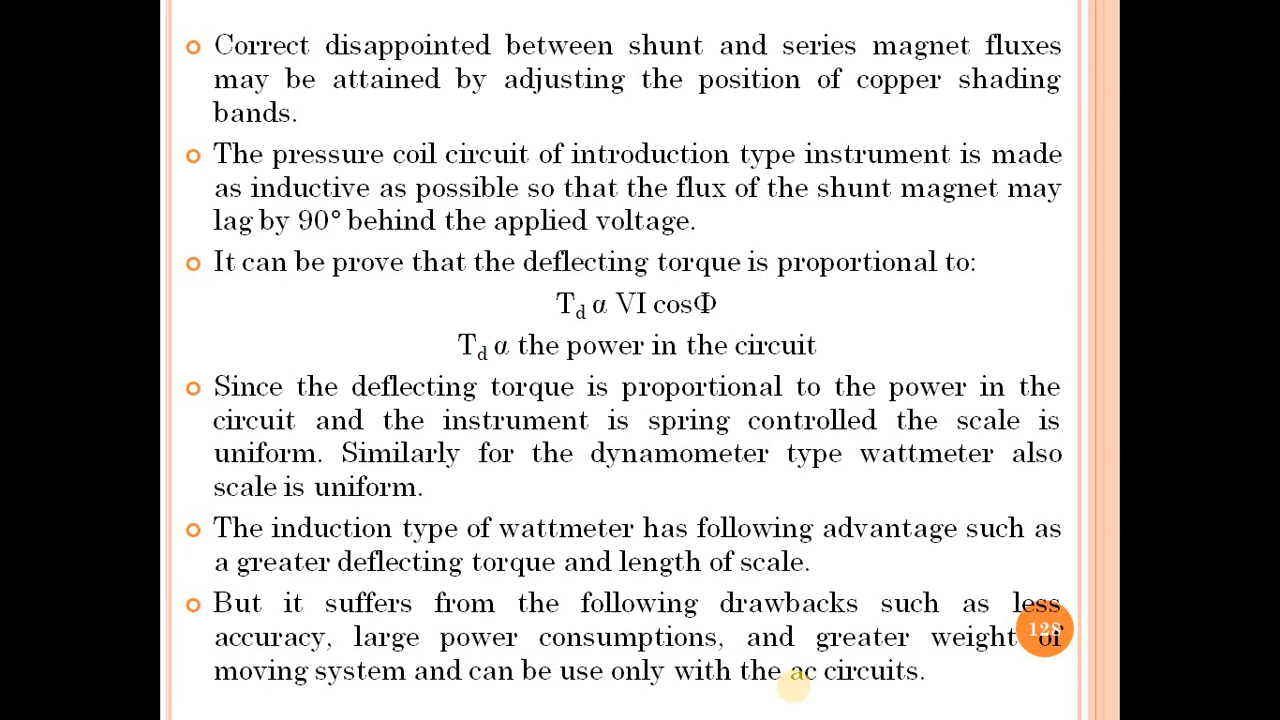 Correct disappointed between shunt and series magnet fluxes
may be attained by adjusting the position of copper shading
bands.
The pressure coil circuit of introduction type instrument is made
as inductive as possible so that the flux of the shunt magnet may
lag by 90° behind the applied voltage.
It can be prove that the deflecting torque is proportional to:
Td α VI cosΦ
Td α the power in the circuit
Since the deflecting torque is proportional to the power in the
circuit and the instrument is spring controlled the scale is
uniform. Similarly for the dynamometer type wattmeter also
scale is uniform.
The induction type of wattmeter has following advantage such as
a greater deflecting torque and length of scale.
But it suffers from the following drawbacks such as less
accuracy, large power consumptions, and greater weight of
moving system and can be use only with the ac circuits.
128